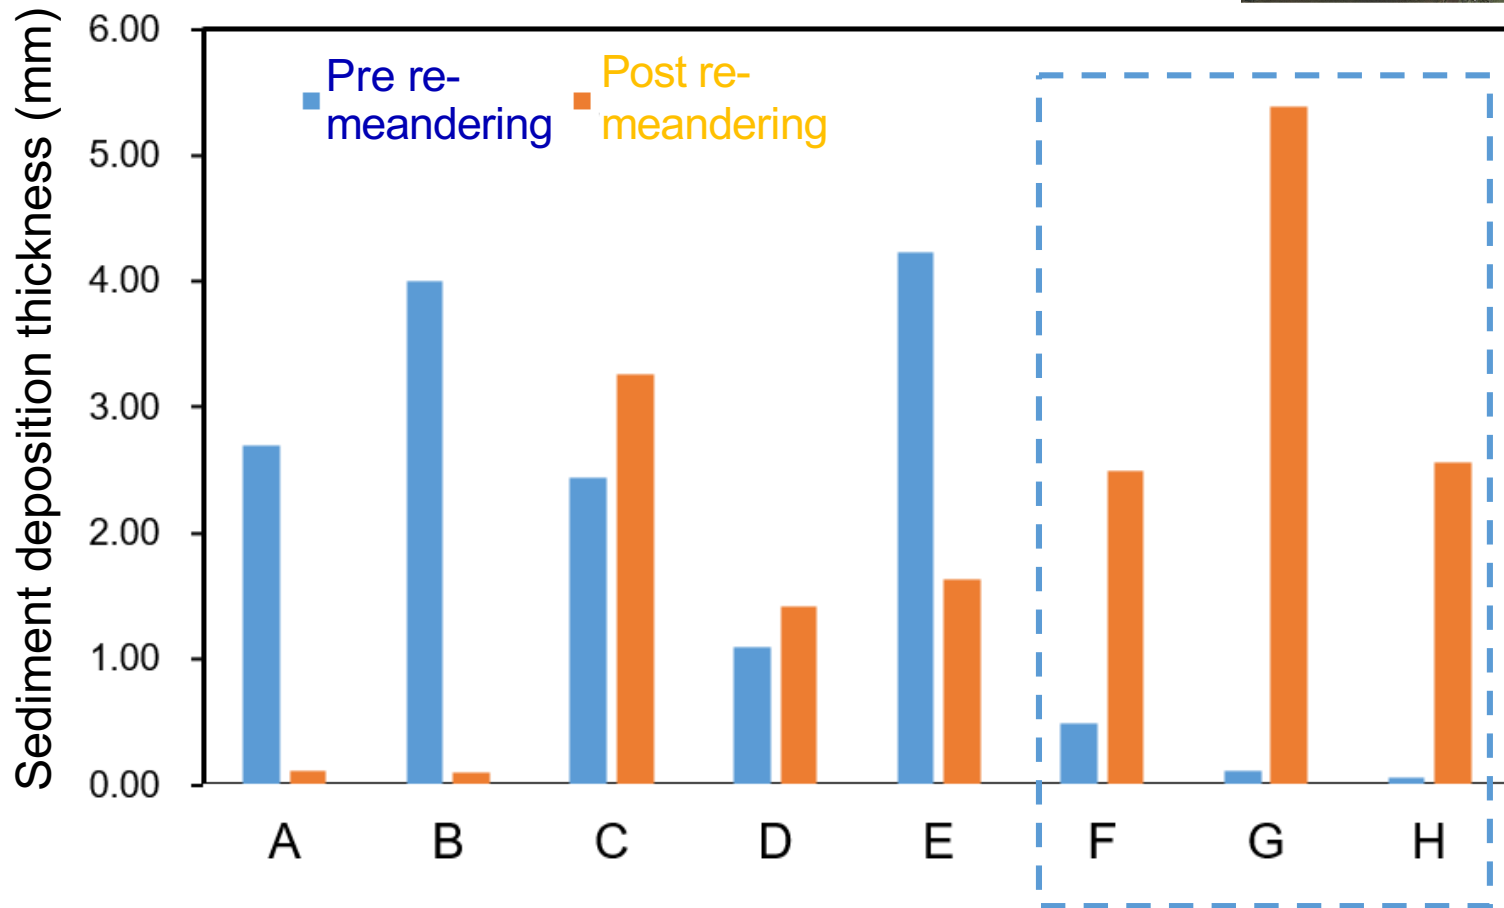 Sediment deposition thickness (mm)
6.00
5.00
4.00
3.00
2.00
1.00
0.00
Pre re-
meandering
Post re-
meandering
A B C D E F G H